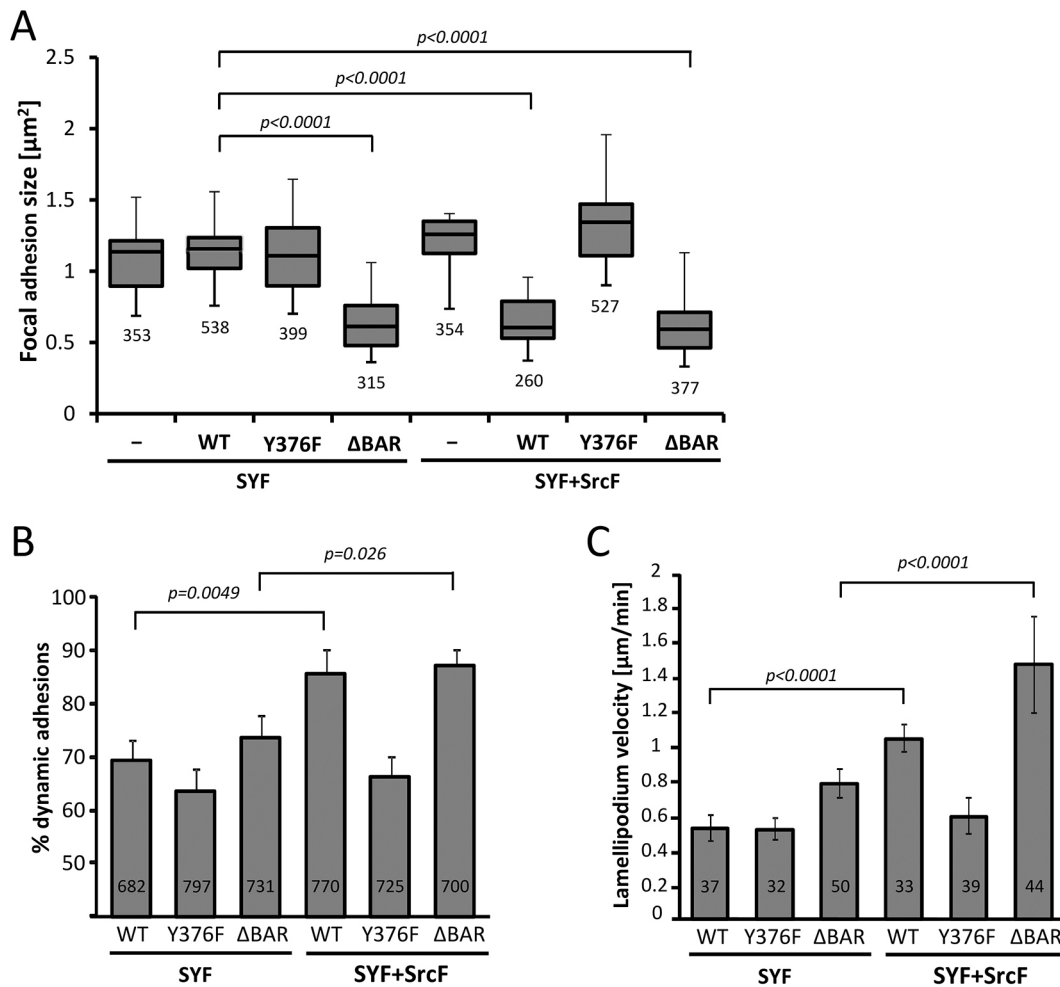 A
p<0.0001
p<0.0001
p<0.0001
Focal adhesion size [µm²]
2.5
2
1.5
1
0.5
0
353
538
399
315
354
260
527
377
– WT Y376F ΔBAR – WT Y376F ΔBAR
SYF SYF+SrcF
B
p=0.026
p=0.0049
% dynamic adhesions
100
90
80
70
60
50
682 797 731 770 725 700
WT Y376F ΔBAR WT Y376F ΔBAR
SYF SYF+SrcF
C
p<0.0001
p<0.0001
Lamellipodium velocity [µm/min]
2
1.8
1.6
1.4
1.2
1
0.8
0.6
0.4
0.2
0
37 32 50 33 39 44
WT Y376F ΔBAR WT Y376F ΔBAR
SYF SYF+SrcF